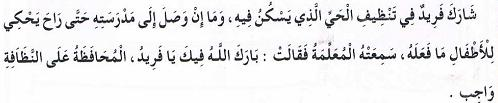 شَارَكَ فَرِيدٌ فِي تَنْظِيفِ الْحَيِّ الَّذِي يَسْكُنُ فِيهِ، وَمَا إِنْ وَصَلَ إِلَى مَدْرَسَتِهِ حَتَّى رَاحَ يَحْكِي
لِلْأَطْفَالِ مَا فَعَلَهُ، سَمِعَتْهُ الْمُعَلِّمَةُ فَقَالَتْ : بَارَكَ اللَّهُ فِيكَ يَا فَرِيدُ، الْمُحَافَظَةُ عَلَى النَّظَافَةِ
وَاجِبٌ .